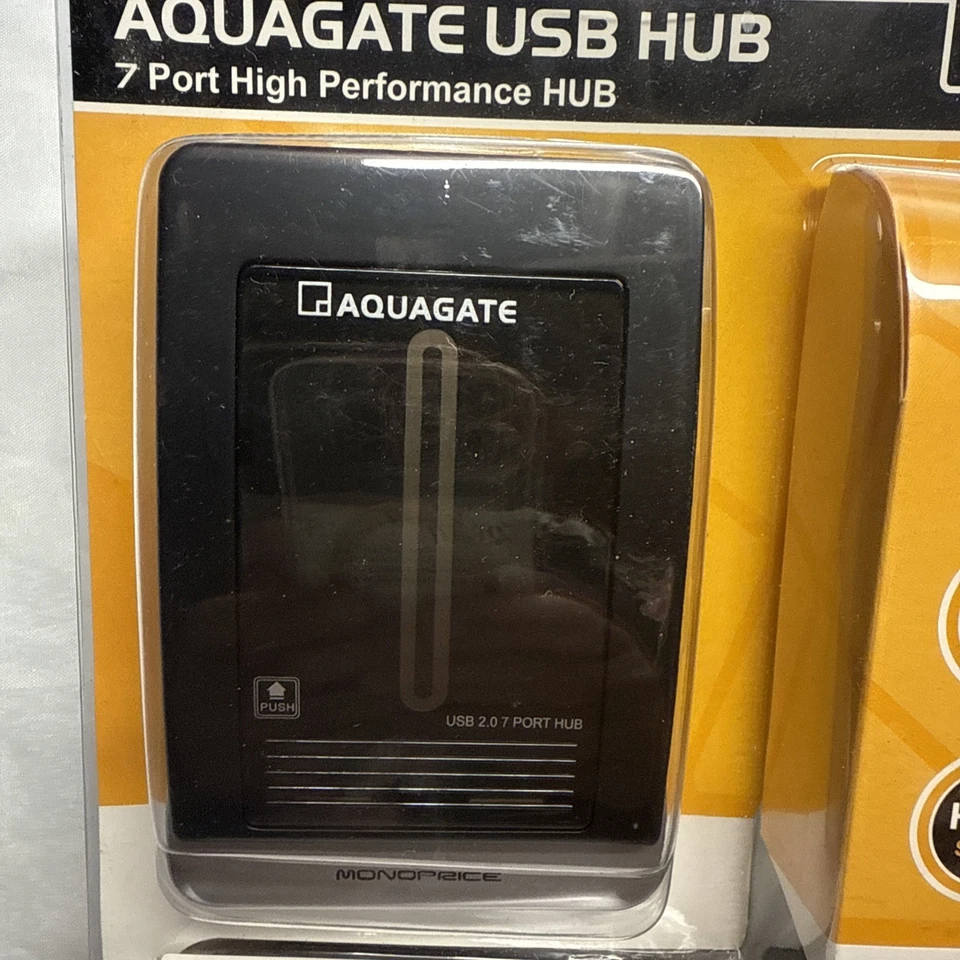 AQUAGATE USB HUB
7 Port High Performance HUB
AQUAGATE
PUSH
USB 2.0 7 PORT HUB
MONOPRICE